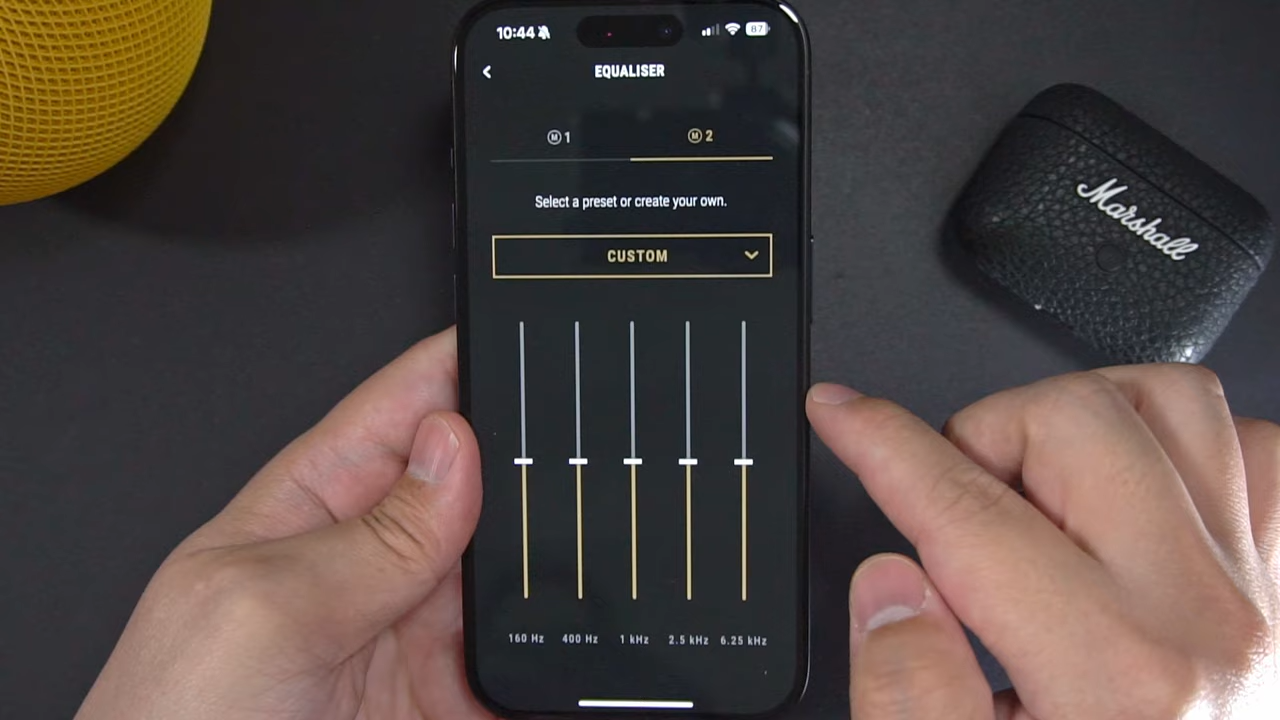 10:44
87
EQUALISER
M 1
M 2
Select a preset or create your own.
CUSTOM
160 Hz 400 Hz 1 kHz 2.5 kHz 6.25 kHz
Marshall